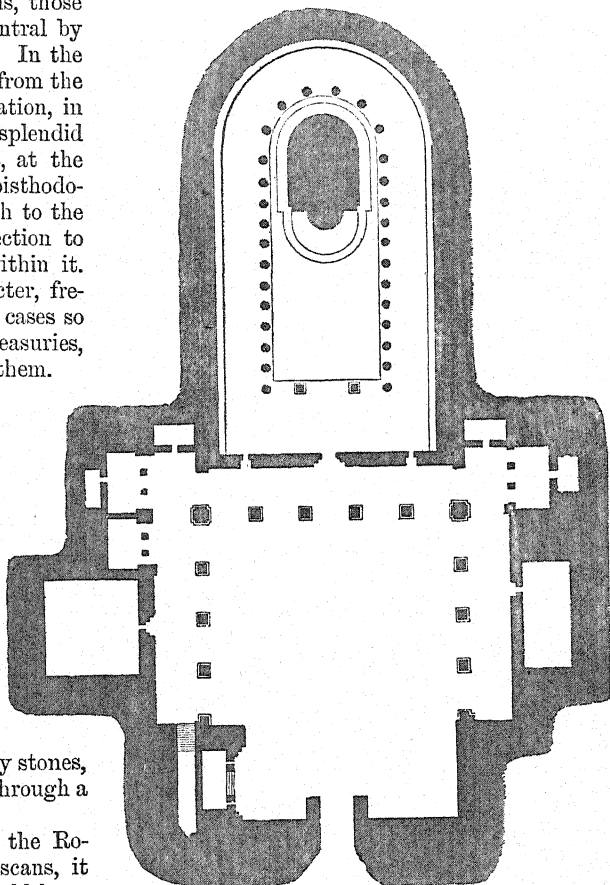 s, those
ntral by
In the
from the
ation, in
splendid
, at the
pisthodo-
h to the
ection to
ithin it.
cter, fre-
cases so
easuries,
them.
y stones,
hrough a
the Ro-
scans, it